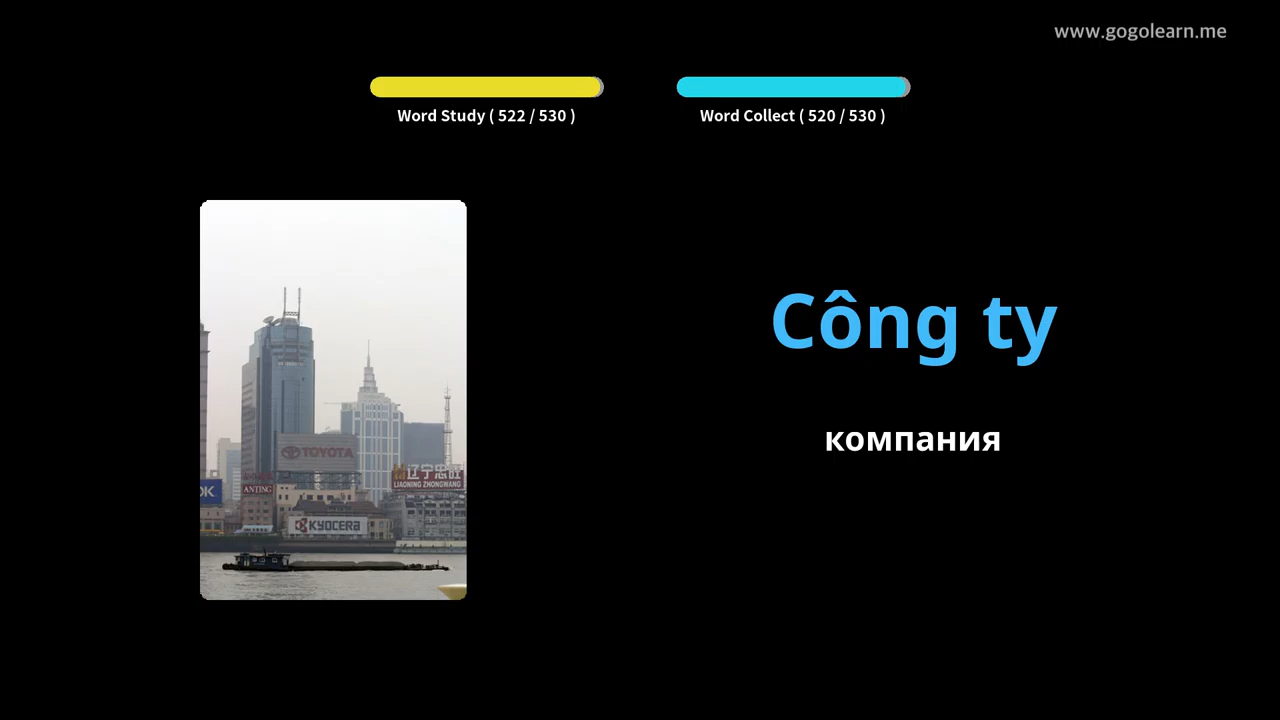 www.gogolearn.me
Word Study ( 522 / 530 )
Word Collect ( 520 / 530 )
Công ty
компания
TOYOTA
辽宁忠旺
LIAONING ZHONGWANG
OK
ANTING
KYOCERA